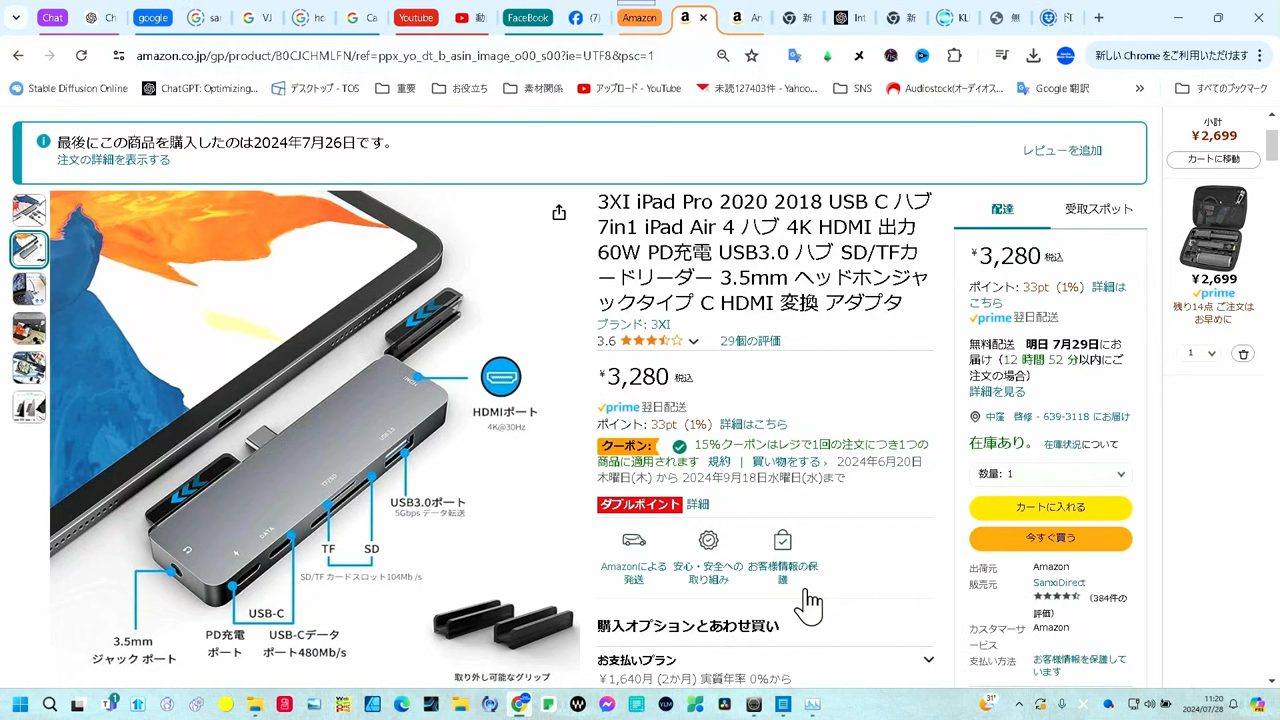 Chat
Ch
google
sa
VJ
ho
Ca
Youtube
動
FaceBook
(7)
Amazon
Ar
新
Int
新
KL
無
amazon.co.jp/gp/product/B0CJCHMLFN/ref=ppx_yo_dt_b_asin_image_o00_s00?ie=UTF8&psc=1
新しい Chrome をご利用いただけます
Stable Diffusion Online
ChatGPT: Optimizing...
デスクトップ - TOS
重要
お役立ち
素材関係
アップロード - YouTube
未読127403件 - Yahoo...
SNS
Audiostock(オーディオス...
Google 翻訳
すべてのブックマーク
最後にこの商品を購入したのは2024年7月26日です。
注文の詳細を表示する
レビューを追加
小計
¥2,699
カートに移動
¥2,699
prime
残り14点 ご注文は
お早めに
1
HDMI
USB 3.0
TF/SD
DATA
HDMIポート
4K@30Hz
USB3.0ポート
5Gbpsデータ転送
TF
SD
SD/TF カードスロット104Mb /s
USB-C
3.5mm
ジャック ポート
PD充電
ポート
USB-Cデータ
ポート480Mb/s
取り外し可能なグリップ
3XI iPad Pro 2020 2018 USB C ハブ
7in1 iPad Air 4 ハブ 4K HDMI 出力
60W PD充電 USB3.0 ハブ SD/TFカ
ードリーダー 3.5mm ヘッドホンジャ
ックタイプ C HDMI 変換 アダプタ
ブランド: 3XI
3.6
29個の評価
¥3,280 税込
prime 翌日配送
ポイント: 33pt (1%) 詳細はこちら
クーポン: 15%クーポンはレジで1回の注文につき1つの
商品に適用されます 規約 | 買い物をする › 2024年6月20日
木曜日(木) から 2024年9月18日水曜日(水)まで
ダブルポイント 詳細
Amazonによる
発送
安心・安全への
取り組み
お客様情報の保
護
購入オプションとあわせ買い
お支払いプラン
¥1,640月 (2か月) 実質年率 0%から
配達
受取スポット
¥3,280 税込
ポイント: 33pt (1%) 詳細は
こちら
prime 翌日配送
無料配送 明日 7月29日にお
届け (12 時間 52 分以内にご
注文の場合)
詳細を見る
中窪 啓修 - 639-3118 にお届け
在庫あり。 在庫状況について
数量: 1
カートに入れる
今すぐ買う
出荷元
Amazon
販売元
SanxiDirect
(384件の
評価)
カスタマーサ
ービス
Amazon
支払い方法
お客様情報を保護して
います
31°
11:20
2024/07/28